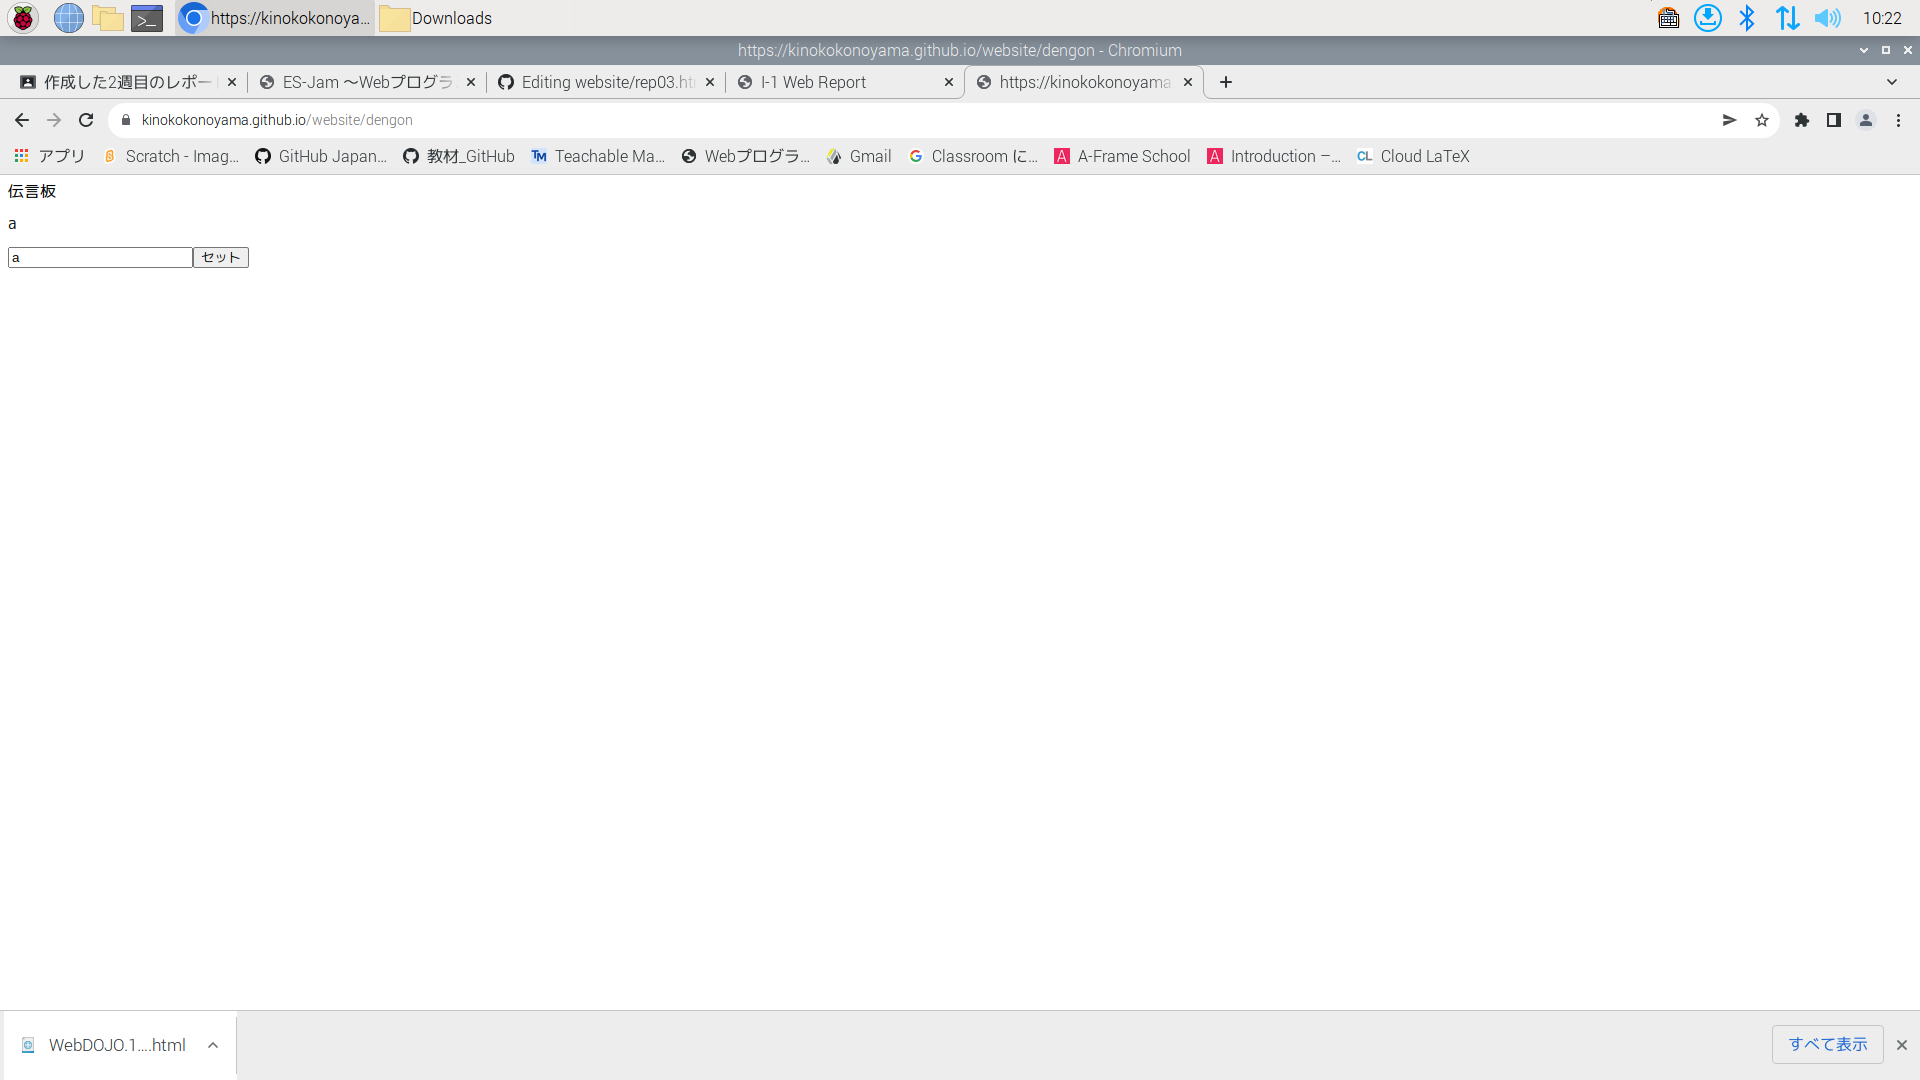 https://kinokokonoya...
Downloads
10:22
https://kinokokonoyama.github.io/website/dengon - Chromium
作成した2週目のレポー
ES-Jam 〜Webプログラ
Editing website/rep03.ht
I-1 Web Report
https://kinokokonoyama
kinokokonoyama.github.io/website/dengon
アプリ
Scratch - Imag...
GitHub Japan...
教材_GitHub
Teachable Ma...
Webプログラ...
Gmail
Classroom に...
A-Frame School
Introduction –...
Cloud LaTeX
伝言板
a
a
セット
WebDOJO.1....html
すべて表示